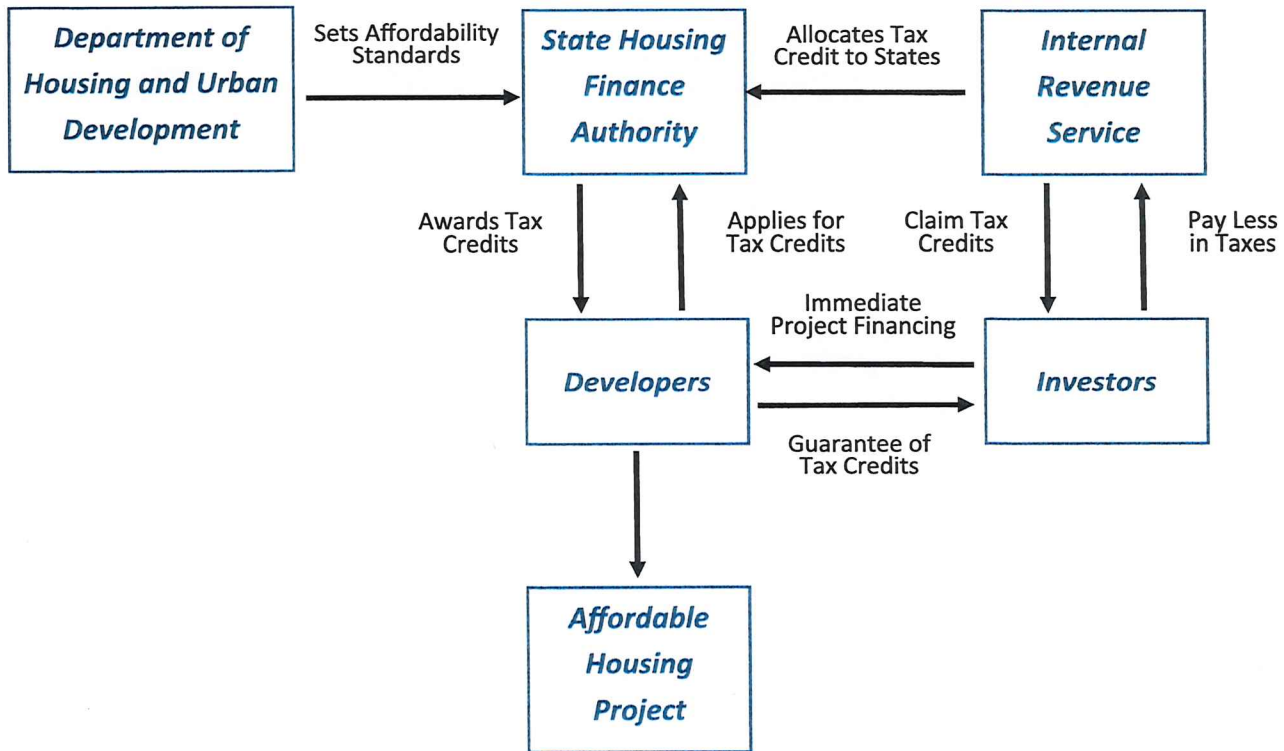 Department of
Housing and Urban
Development
Sets Affordability
Standards
State Housing
Finance
Authority
Allocates Tax
Credit to States
Internal
Revenue
Service
Awards Tax
Credits
Applies for
Tax Credits
Claim Tax
Credits
Pay Less
in Taxes
Immediate
Project Financing
Developers
Investors
Guarantee of
Tax Credits
Affordable
Housing
Project